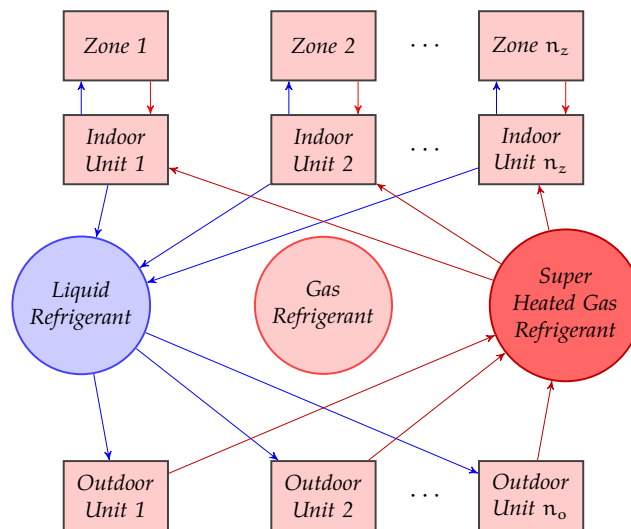 Zone 1
Zone 2
· · ·
Zone n_z
Indoor
Unit 1
Indoor
Unit 2
· · ·
Indoor
Unit n_z
Liquid
Refrigerant
Gas
Refrigerant
Super
Heated Gas
Refrigerant
Outdoor
Unit 1
Outdoor
Unit 2
· · ·
Outdoor
Unit n_o